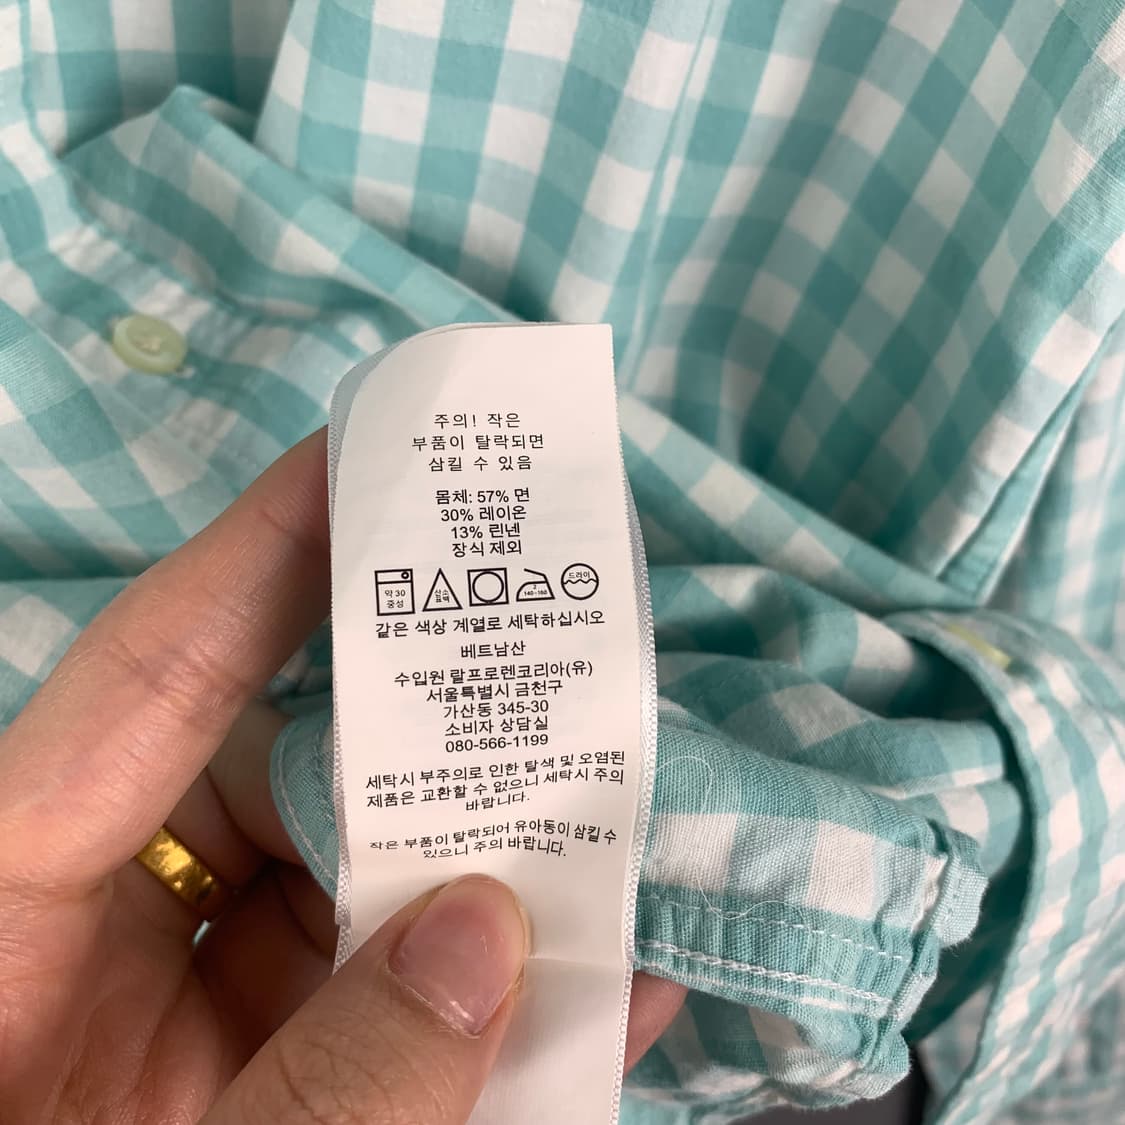 주의! 작은
부품이 탈락되면
삼킬 수 있음
몸체: 57% 면
30% 레이온
13% 린넨
장식 제외
약 30
중성
산소
표백
2
140~160
드라이
같은 색상 계열로 세탁하십시오
베트남산
수입원 랄프로렌코리아(유)
서울특별시 금천구
가산동 345-30
소비자 상담실
080-566-1199
세탁시 부주의로 인한 탈색 및 오염된
제품은 교환할 수 없으니 세탁시 주의
바랍니다.
작은 부품이 탈락되어 유아동이 삼킬 수
있으니 주의 바랍니다.